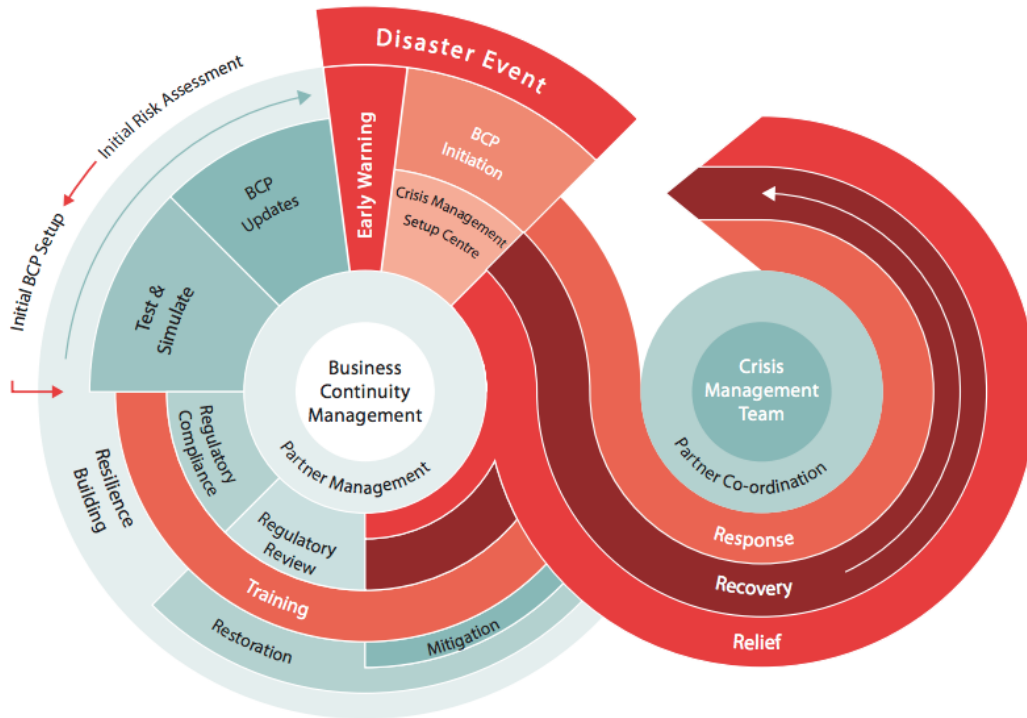 Disaster Event
Initial Risk Assessment
Initial BCP Setup
Early Warning
BCP
Initiation
Crisis Management
Setup Centre
BCP
Updates
Test &
Simulate
Business
Continuity
Management
Partner Management
Regulatory
Compliance
Regulatory
Review
Resilience
Building
Training
Restoration
Mitigation
Crisis
Management
Team
Partner Co-ordination
Response
Recovery
Relief